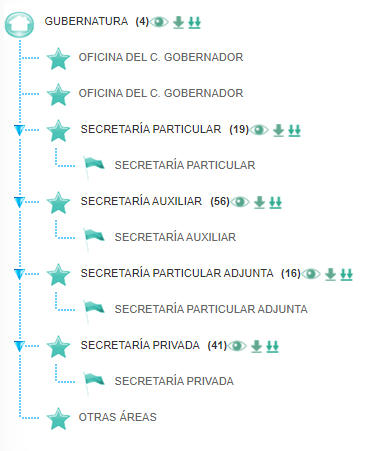 GUBERNATURA (4)
OFICINA DEL C. GOBERNADOR
OFICINA DEL C. GOBERNADOR
SECRETARÍA PARTICULAR (19)
SECRETARÍA PARTICULAR
SECRETARÍA AUXILIAR (56)
SECRETARÍA AUXILIAR
SECRETARÍA PARTICULAR ADJUNTA (16)
SECRETARÍA PARTICULAR ADJUNTA
SECRETARÍA PRIVADA (41)
SECRETARÍA PRIVADA
OTRAS ÁREAS